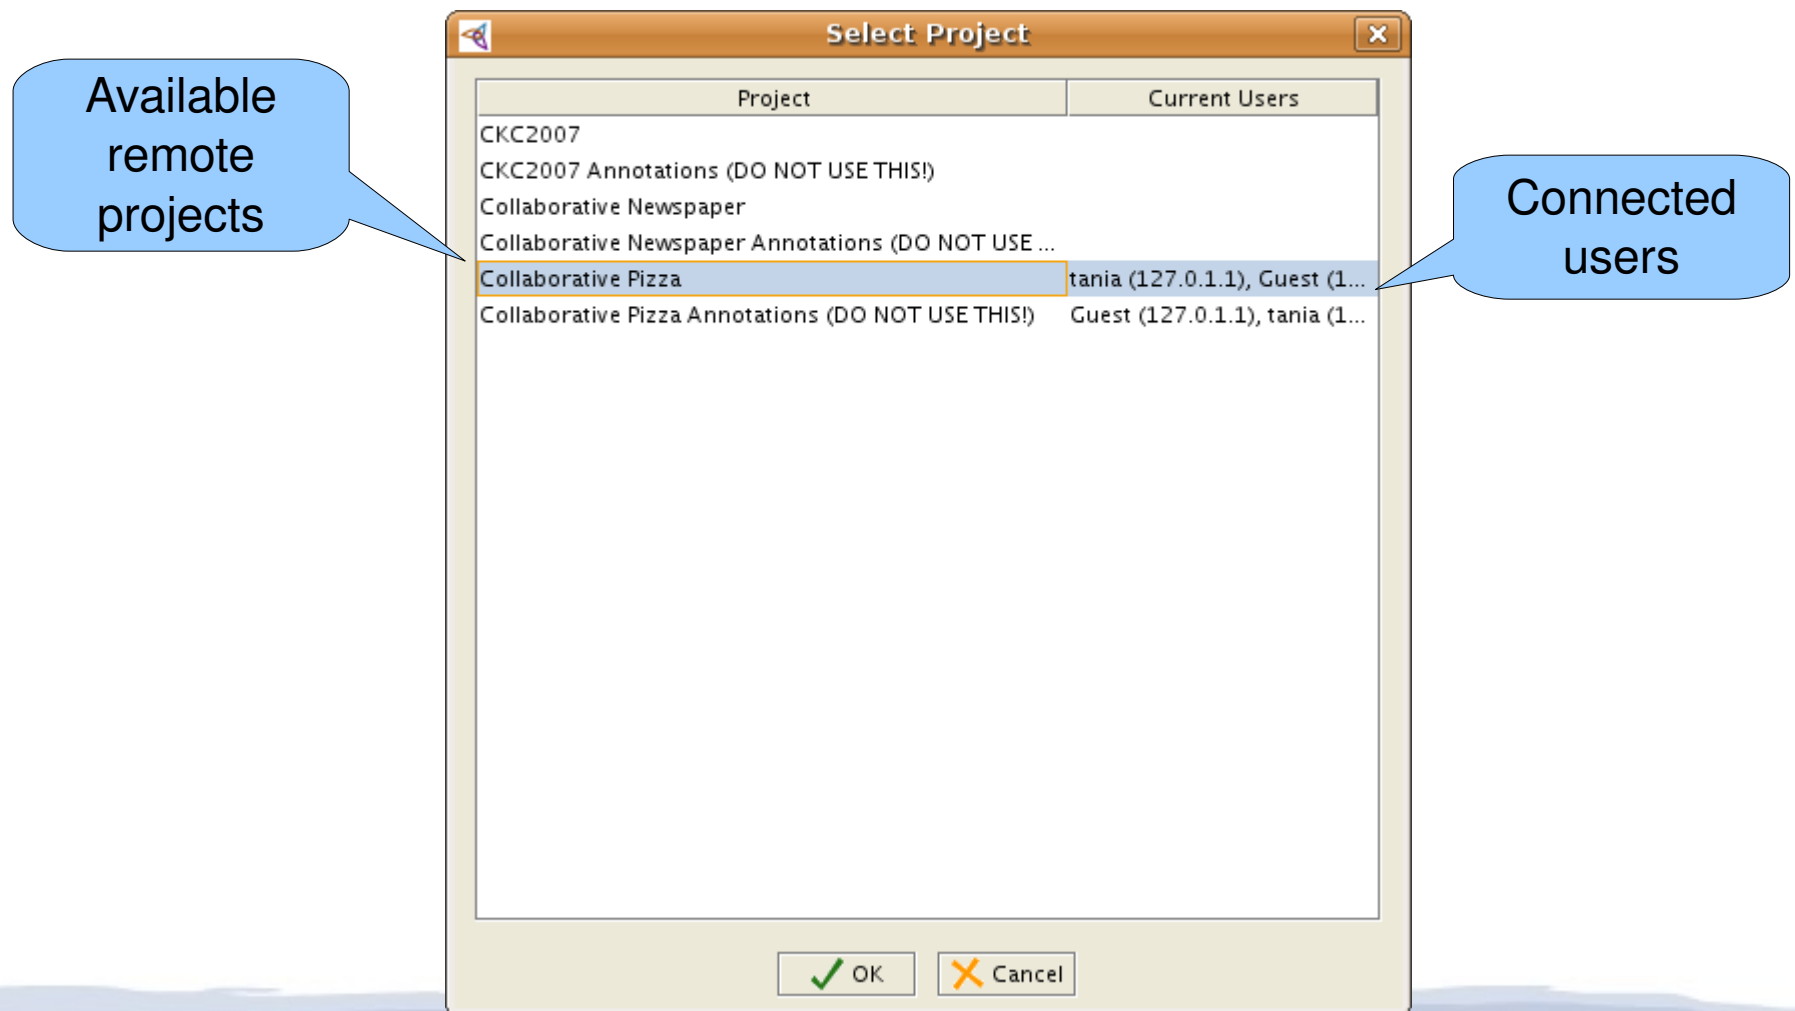 Select Project
Available
remote
projects
Project Current Users
CKC2007
CKC2007 Annotations (DO NOT USE THIS!)
Collaborative Newspaper
Collaborative Newspaper Annotations (DO NOT USE ...
Collaborative Pizza tania (127.0.1.1), Guest (1...
Collaborative Pizza Annotations (DO NOT USE THIS!) Guest (127.0.1.1), tania (1...
Connected
users
OK Cancel